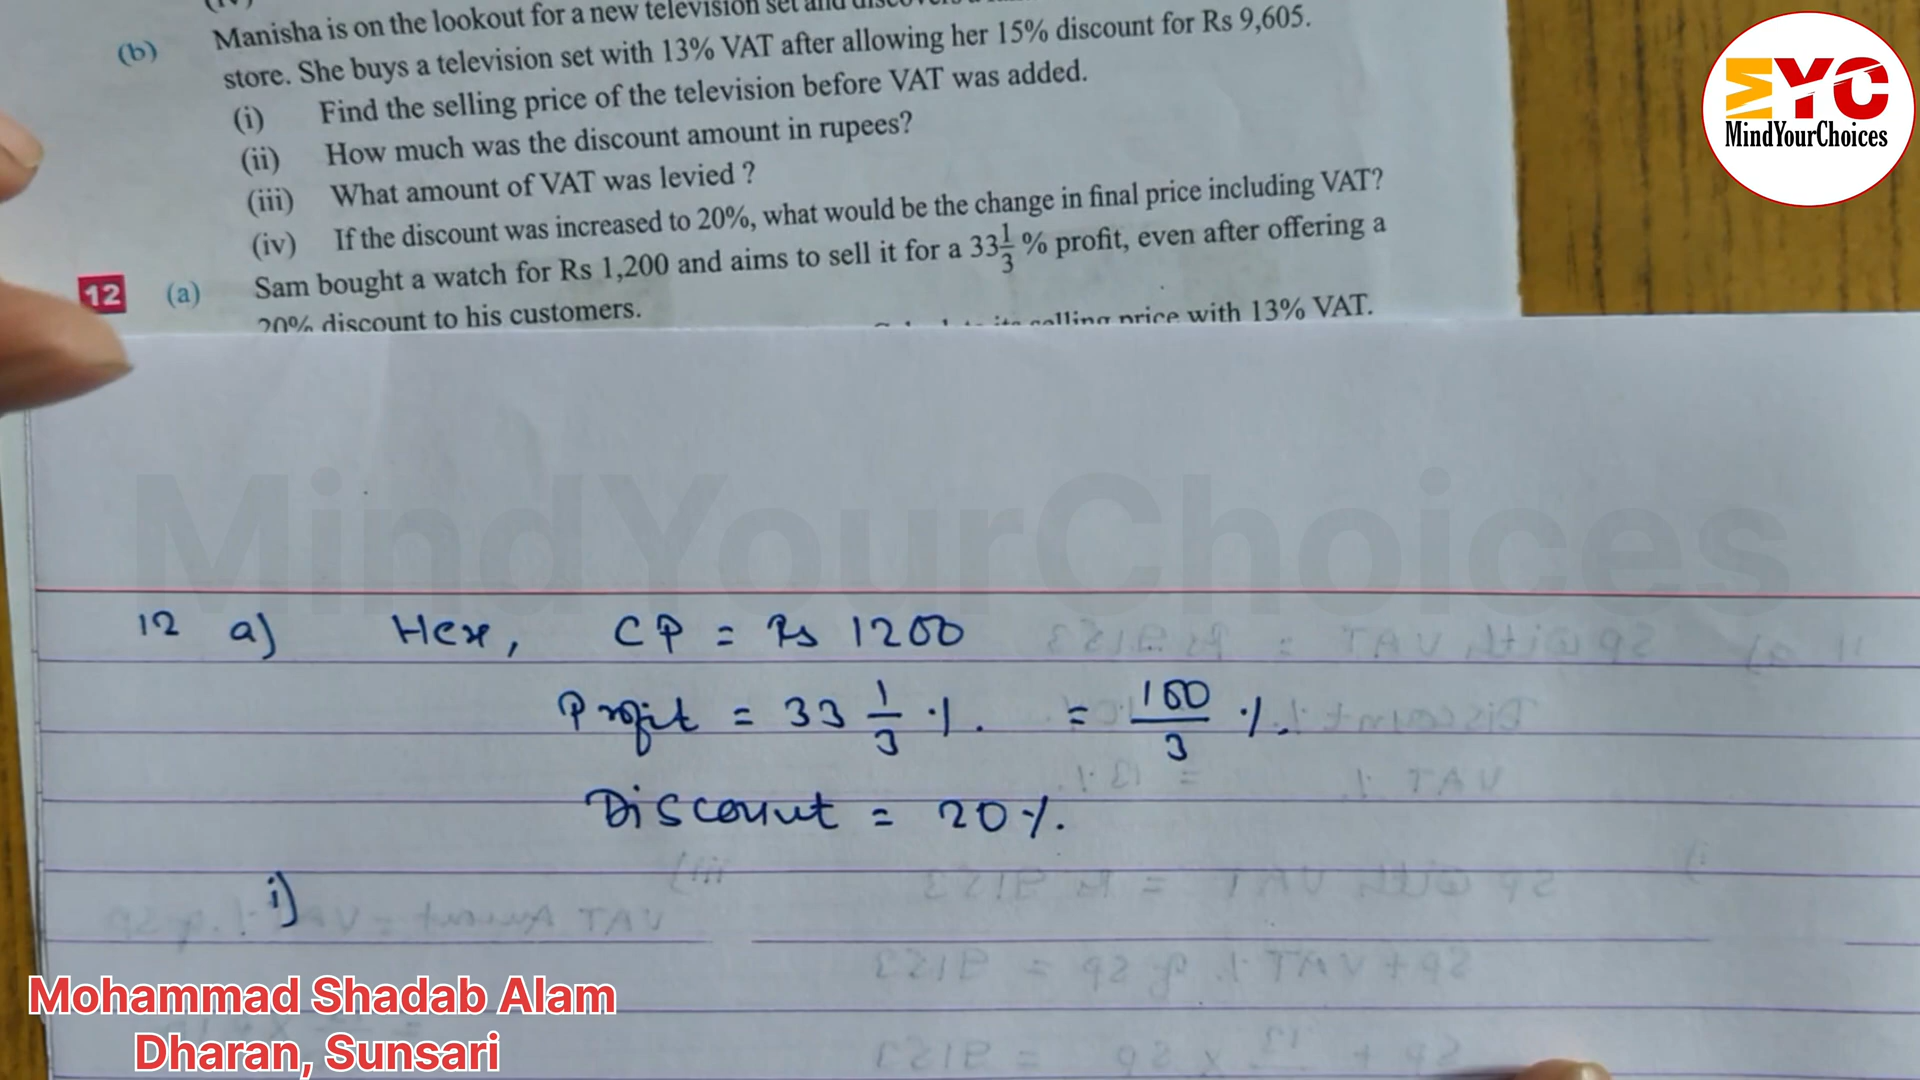 (b) Manisha is on the lookout for a new television set and
store. She buys a television set with 13% VAT after allowing her 15% discount for Rs 9,605.
(i) Find the selling price of the television before VAT was added.
(ii) How much was the discount amount in rupees?
(iii) What amount of VAT was levied ?
(iv) If the discount was increased to 20%, what would be the change in final price including VAT?
12 (a) Sam bought a watch for Rs 1,200 and aims to sell it for a 33 1/3 % profit, even after offering a
20% discount to his customers.
its selling price with 13% VAT.
MYC
MindYourChoices
MindYourChoices
12 a) Here, CP = Rs 1200
Profit = 33 1/3 %. = 100/3 %.
Discount = 20%.
i)
Mohammad Shadab Alam
Dharan, Sunsari